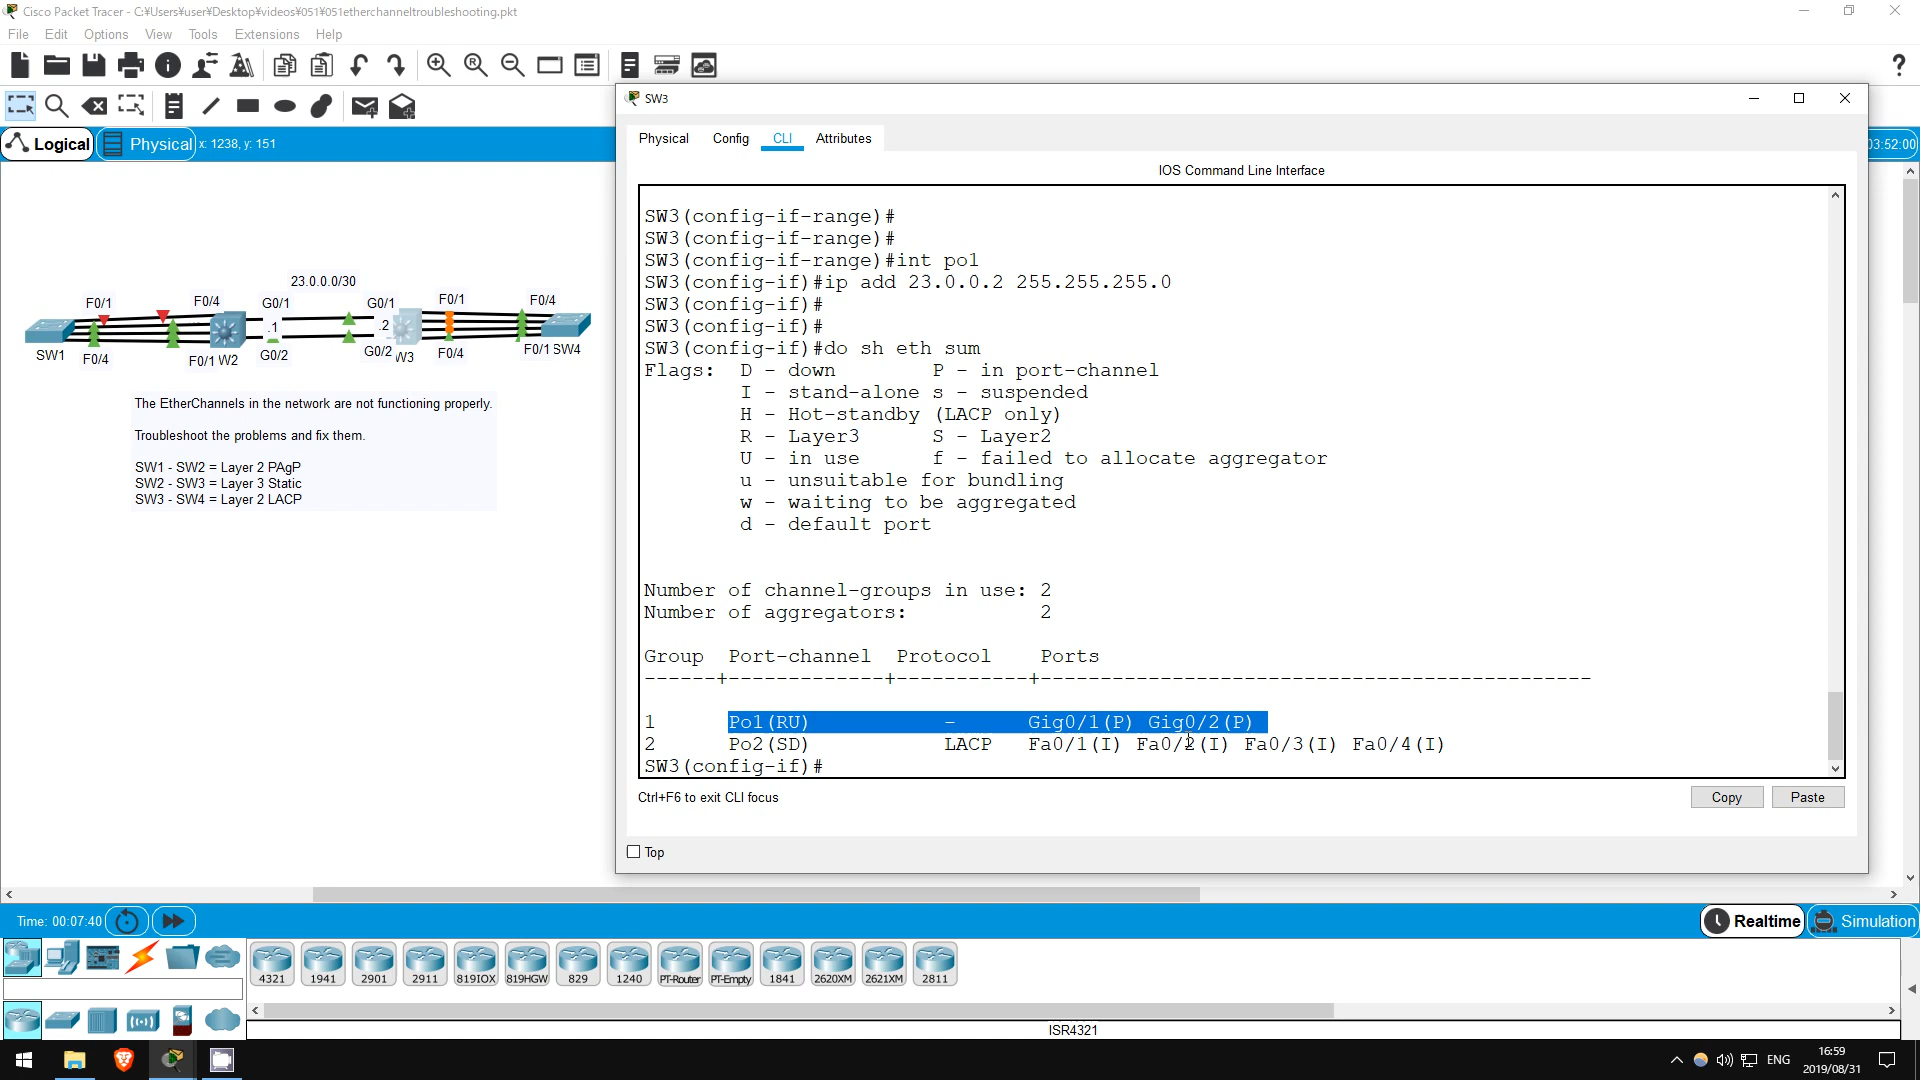 Cisco Packet Tracer - C:¥Users¥user¥Desktop¥videos¥051¥051etherchanneltroubleshooting.pkt
File Edit Options View Tools Extensions Help
Logical Physical x: 1238, y: 151
03:52:00
23.0.0.0/30
F0/1 F0/4 G0/1 G0/1 F0/1 F0/4
.1 .2
SW1 F0/4 F0/1 W2 G0/2 G0/2 W3 F0/4 F0/1 SW4
The EtherChannels in the network are not functioning properly.
Troubleshoot the problems and fix them.
SW1 - SW2 = Layer 2 PAgP
SW2 - SW3 = Layer 3 Static
SW3 - SW4 = Layer 2 LACP
SW3
Physical Config CLI Attributes
IOS Command Line Interface
SW3(config-if-range)#
SW3(config-if-range)#
SW3(config-if-range)#int po1
SW3(config-if)#ip add 23.0.0.2 255.255.255.0
SW3(config-if)#
SW3(config-if)#
SW3(config-if)#do sh eth sum
Flags: D - down P - in port-channel
I - stand-alone s - suspended
H - Hot-standby (LACP only)
R - Layer3 S - Layer2
U - in use f - failed to allocate aggregator
u - unsuitable for bundling
w - waiting to be aggregated
d - default port
Number of channel-groups in use: 2
Number of aggregators: 2
Group Port-channel Protocol Ports
------+-------------+-----------+----------------------------------------------
1 Po1(RU) - Gig0/1(P) Gig0/2(P)
2 Po2(SD) LACP Fa0/1(I) Fa0/2(I) Fa0/3(I) Fa0/4(I)
SW3(config-if)#
Ctrl+F6 to exit CLI focus
Copy Paste
Top
Time: 00:07:40
Realtime Simulation
4321 1941 2901 2911 819IOX 819HGW 829 1240 PT-Router PT-Empty 1841 2620XM 2621XM 2811
ISR4321
ENG
16:59
2019/08/31